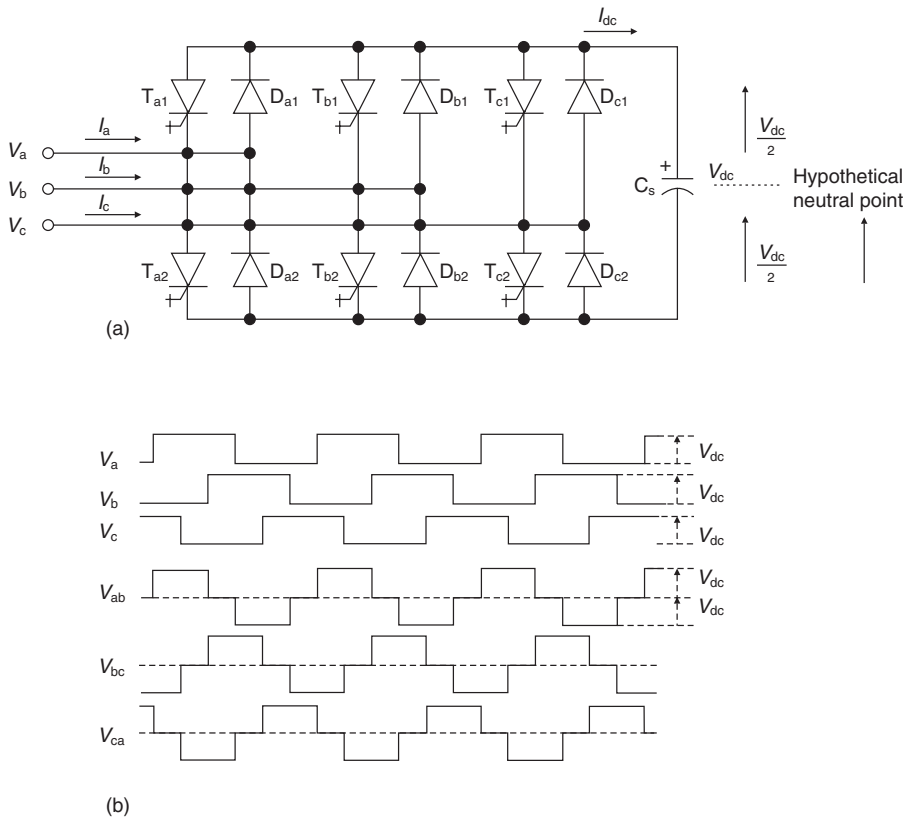 I_dc
T_a1 D_a1 T_b1 D_b1 T_c1 D_c1
I_a
V_a
I_b
V_b
I_c
V_c
C_s
+
V_dc
V_dc/2
Hypothetical
neutral point
V_dc/2
T_a2 D_a2 T_b2 D_b2 T_c2 D_c2
(a)
V_a V_dc
V_b V_dc
V_c V_dc
V_ab V_dc
V_dc
V_bc
V_ca
(b)